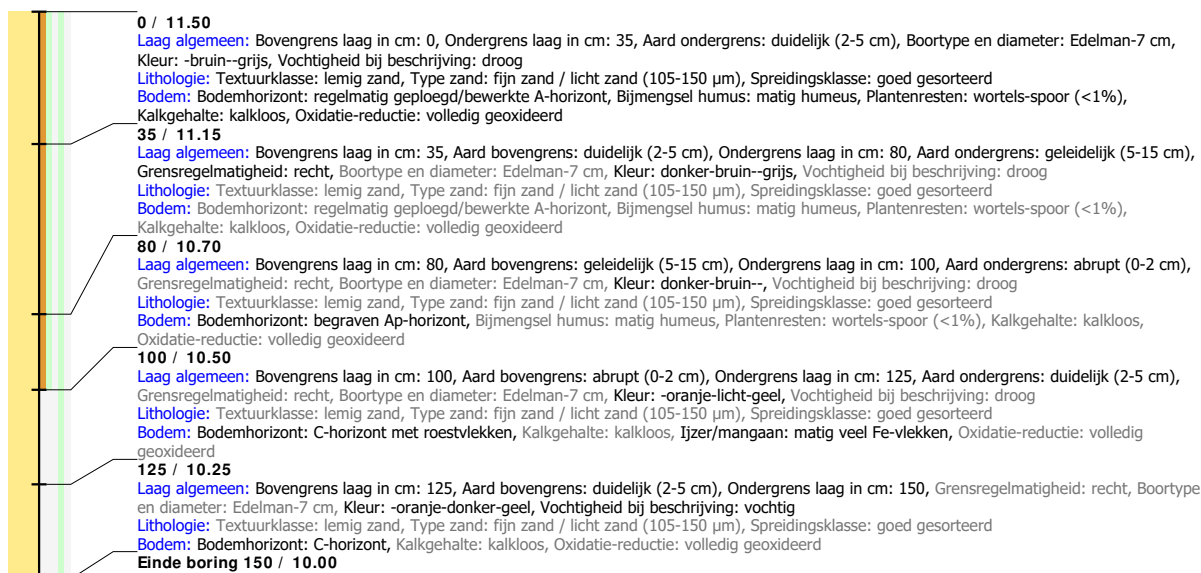 0 / 11.50
Laag algemeen: Bovengrens laag in cm: 0, Ondergrens laag in cm: 35, Aard ondergrens: duidelijk (2-5 cm), Boortype en diameter: Edelman-7 cm,
Kleur: -bruin--grijs, Vochtigheid bij beschrijving: droog
Lithologie: Textuurklasse: lemig zand, Type zand: fijn zand / licht zand (105-150 µm), Spreidingsklasse: goed gesorteerd
Bodem: Bodemhorizont: regelmatig geploegd/bewerkte A-horizont, Bijmengsel humus: matig humeus, Plantenresten: wortels-spoor (<1%),
Kalkgehalte: kalkloos, Oxidatie-reductie: volledig geoxideerd
35 / 11.15
Laag algemeen: Bovengrens laag in cm: 35, Aard bovengrens: duidelijk (2-5 cm), Ondergrens laag in cm: 80, Aard ondergrens: geleidelijk (5-15 cm),
Grensregelmatigheid: recht, Boortype en diameter: Edelman-7 cm, Kleur: donker-bruin--grijs, Vochtigheid bij beschrijving: droog
Lithologie: Textuurklasse: lemig zand, Type zand: fijn zand / licht zand (105-150 µm), Spreidingsklasse: goed gesorteerd
Bodem: Bodemhorizont: regelmatig geploegd/bewerkte A-horizont, Bijmengsel humus: matig humeus, Plantenresten: wortels-spoor (<1%),
Kalkgehalte: kalkloos, Oxidatie-reductie: volledig geoxideerd
80 / 10.70
Laag algemeen: Bovengrens laag in cm: 80, Aard bovengrens: geleidelijk (5-15 cm), Ondergrens laag in cm: 100, Aard ondergrens: abrupt (0-2 cm),
Grensregelmatigheid: recht, Boortype en diameter: Edelman-7 cm, Kleur: donker-bruin--, Vochtigheid bij beschrijving: droog
Lithologie: Textuurklasse: lemig zand, Type zand: fijn zand / licht zand (105-150 µm), Spreidingsklasse: goed gesorteerd
Bodem: Bodemhorizont: begraven Ap-horizont, Bijmengsel humus: matig humeus, Plantenresten: wortels-spoor (<1%), Kalkgehalte: kalkloos,
Oxidatie-reductie: volledig geoxideerd
100 / 10.50
Laag algemeen: Bovengrens laag in cm: 100, Aard bovengrens: abrupt (0-2 cm), Ondergrens laag in cm: 125, Aard ondergrens: duidelijk (2-5 cm),
Grensregelmatigheid: recht, Boortype en diameter: Edelman-7 cm, Kleur: -oranje-licht-geel, Vochtigheid bij beschrijving: droog
Lithologie: Textuurklasse: lemig zand, Type zand: fijn zand / licht zand (105-150 µm), Spreidingsklasse: goed gesorteerd
Bodem: Bodemhorizont: C-horizont met roestvlekken, Kalkgehalte: kalkloos, Ijzer/mangaan: matig veel Fe-vlekken, Oxidatie-reductie: volledig
geoxideerd
125 / 10.25
Laag algemeen: Bovengrens laag in cm: 125, Aard bovengrens: duidelijk (2-5 cm), Ondergrens laag in cm: 150, Grensregelmatigheid: recht, Boortype
en diameter: Edelman-7 cm, Kleur: -oranje-donker-geel, Vochtigheid bij beschrijving: vochtig
Lithologie: Textuurklasse: lemig zand, Type zand: fijn zand / licht zand (105-150 µm), Spreidingsklasse: goed gesorteerd
Bodem: Bodemhorizont: C-horizont, Kalkgehalte: kalkloos, Oxidatie-reductie: volledig geoxideerd
Einde boring 150 / 10.00